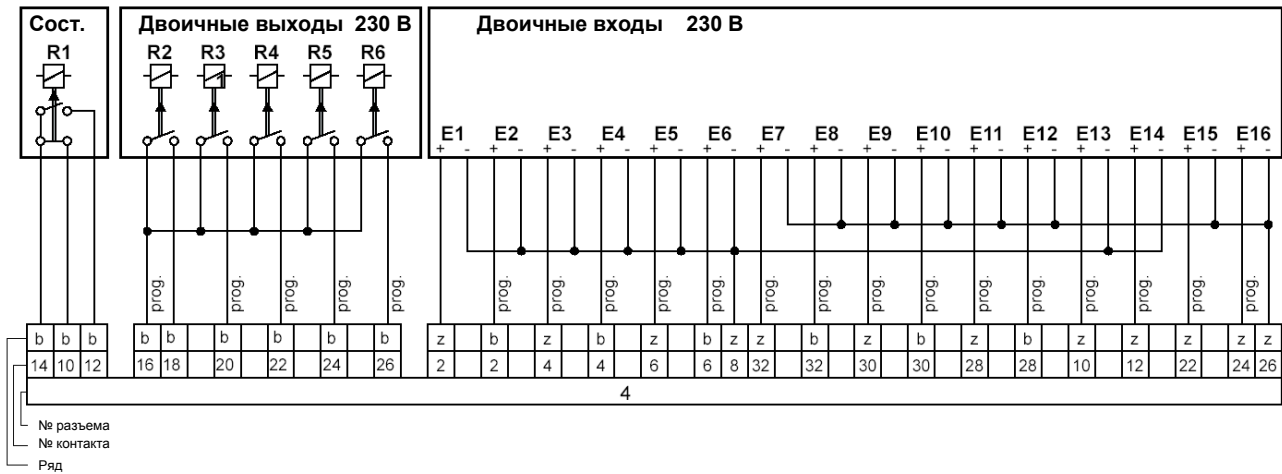 Сост. Двоичные выходы 230 В Двоичные входы 230 В
R1 R2 R3 R4 R5 R6
1
E1 E2 E3 E4 E5 E6 E7 E8 E9 E10 E11 E12 E13 E14 E15 E16
+ - + - + - + - + - + - + - + - + - + - + - + - + - + - + - + -
prog. prog. prog. prog. prog. prog. prog. prog. prog. prog. prog. prog. prog. prog. prog. prog. prog. prog. prog. prog.
b b b b b b b b b z b z b z b z z b z b z b z z z z z
14 10 12 16 18 20 22 24 26 2 2 4 4 6 6 8 32 32 30 30 28 28 10 12 22 24 26
4
№ разъема
№ контакта
Ряд